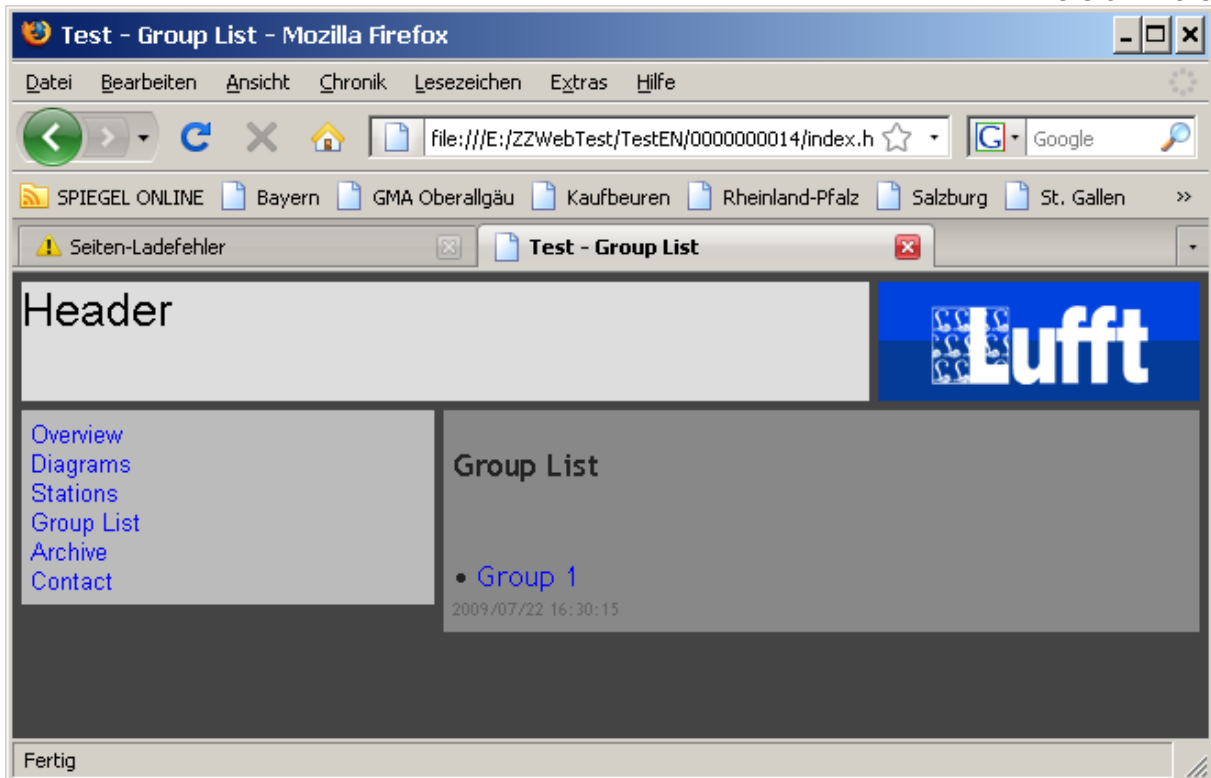 Test - Group List - Mozilla Firefox
Datei Bearbeiten Ansicht Chronik Lesezeichen Extras Hilfe
file:///E:/ZZWebTest/TestEN/0000000014/index.h Google
SPIEGEL ONLINE Bayern GMA Oberallgäu Kaufbeuren Rheinland-Pfalz Salzburg St. Gallen »
Seiten-Ladefehler Test - Group List
Header
Lufft
Overview
Diagrams
Stations
Group List
Archive
Contact
Group List
• Group 1
2009/07/22 16:30:15
Fertig